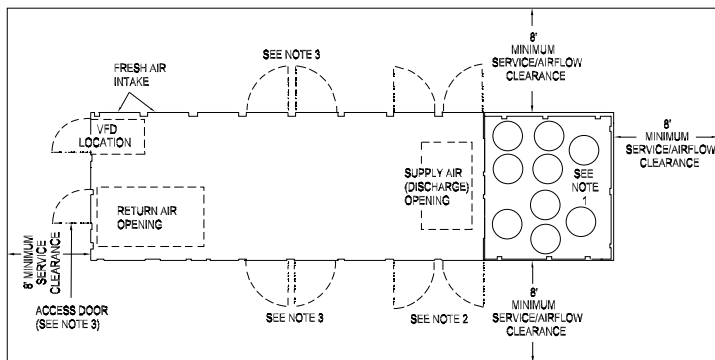 8'
MINIMUM
SERVICE/AIRFLOW
CLEARANCE
SEE NOTE 3
FRESH AIR
INTAKE
VFD
LOCATION
8'
MINIMUM
SERVICE/AIRFLOW
CLEARANCE
SUPPLY AIR
(DISCHARGE)
OPENING
SEE
NOTE
1
RETURN AIR
OPENING
8' MINIMUM
SERVICE
CLEARANCE
ACCESS DOOR
(SEE NOTE 3)
SEE NOTE 3
SEE NOTE 2
8'
MINIMUM
SERVICE/AIRFLOW
CLEARANCE